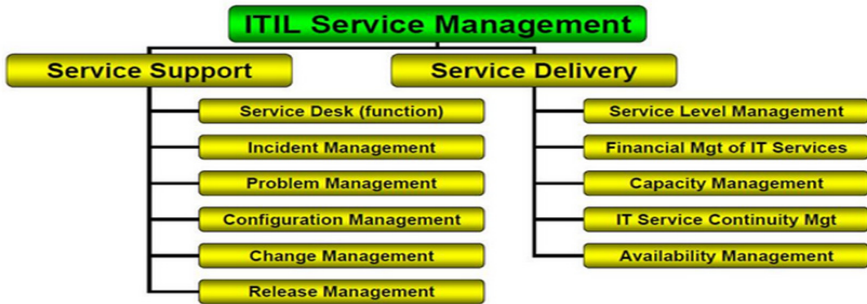 ITIL Service Management
Service Support
Service Delivery
Service Desk (function)
Incident Management
Problem Management
Configuration Management
Change Management
Release Management
Service Level Management
Financial Mgt of IT Services
Capacity Management
IT Service Continuity Mgt
Availability Management